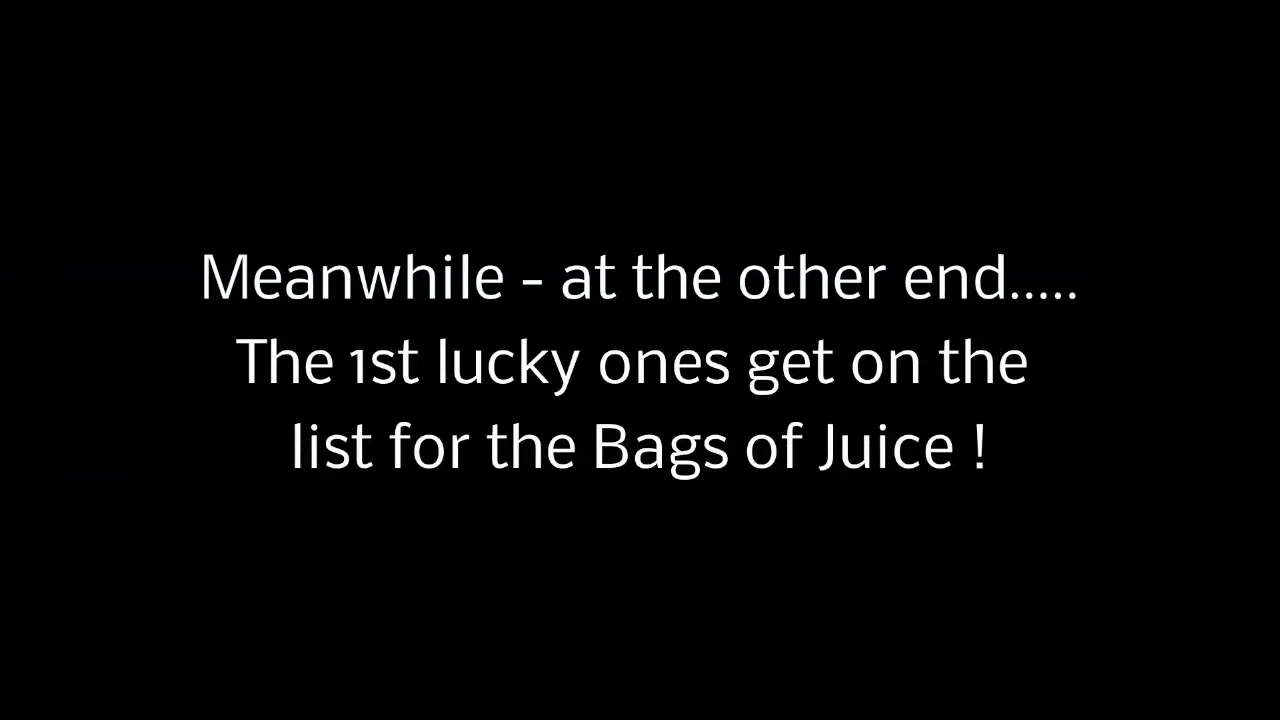 Meanwhile - at the other end.....
The 1st lucky ones get on the
list for the Bags of Juice !